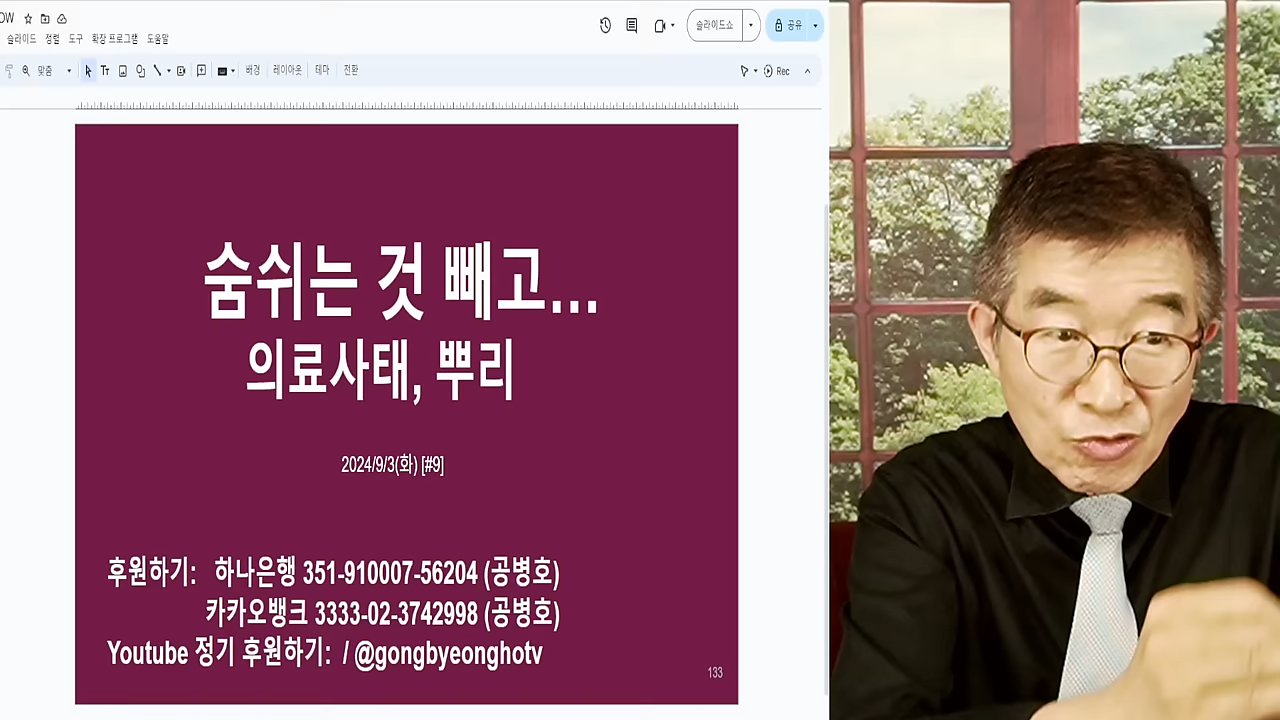 OW
슬라이드 정렬 도구 확장 프로그램 도움말
슬라이드쇼
공유
맞춤
Tт
배경
레이아웃
테마
전환
Rec
숨쉬는 것 빼고...
의료사태, 뿌리
2024/9/3(화) [#9]
후원하기: 하나은행 351-910007-56204 (공병호)
카카오뱅크 3333-02-3742998 (공병호)
Youtube 정기 후원하기: / @gongbyeonghotv
133